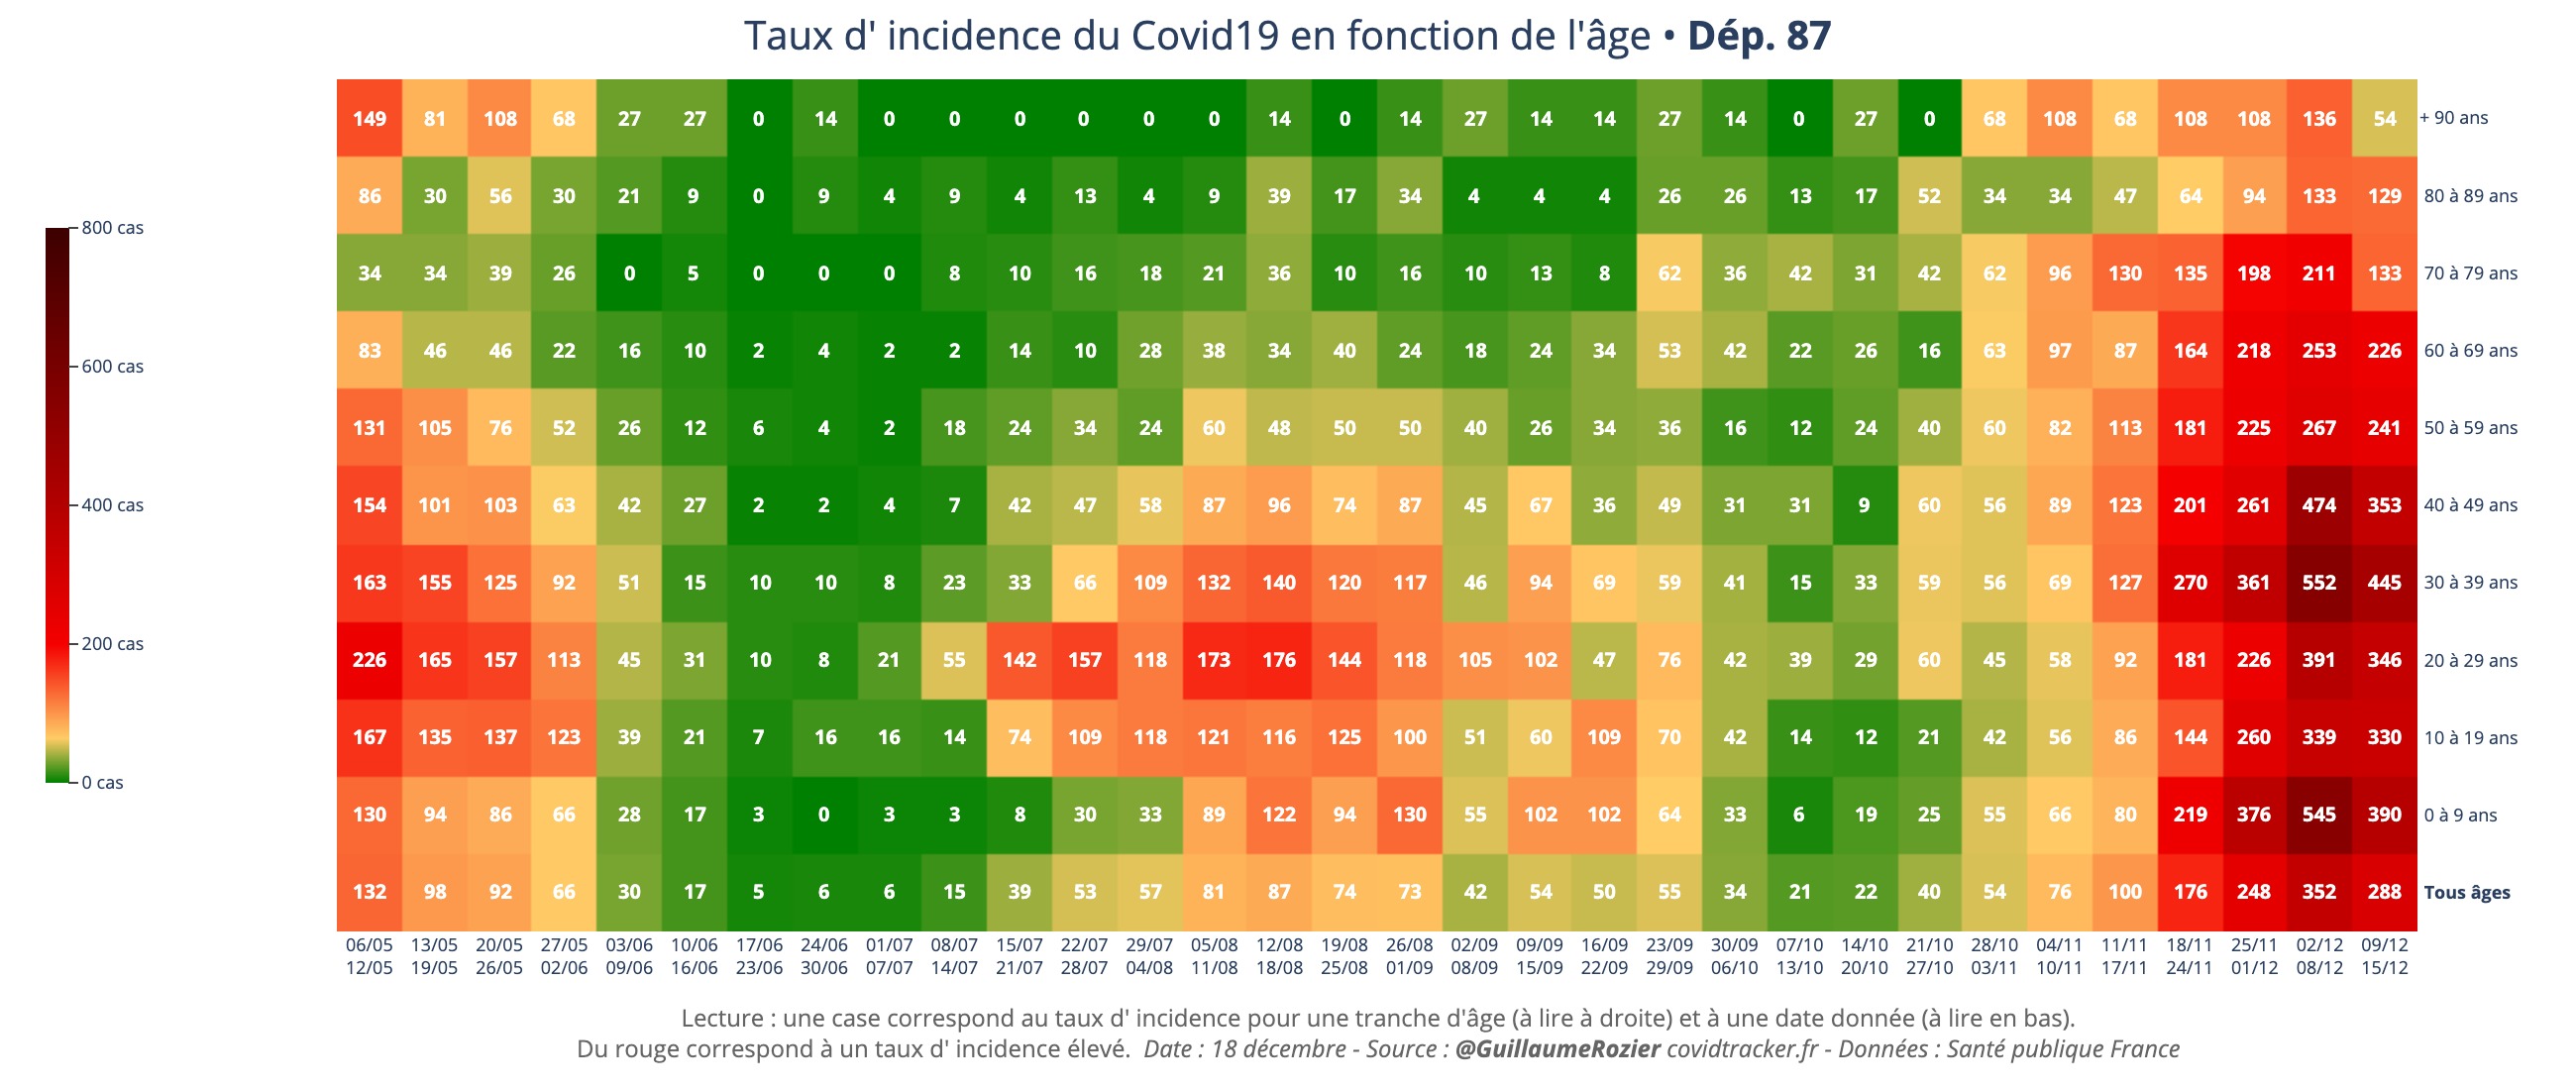 Taux d' incidence du Covid19 en fonction de l'âge • Dép. 87
800 cas
600 cas
400 cas
200 cas
0 cas
149 81 108 68 27 27 0 14 0 0 0 0 0 0 14 0 14 27 14 14 27 14 0 27 0 68 108 68 108 108 136 54 + 90 ans
86 30 56 30 21 9 0 9 4 9 4 13 4 9 39 17 34 4 4 4 26 26 13 17 52 34 34 47 64 94 133 129 80 à 89 ans
34 34 39 26 0 5 0 0 0 8 10 16 18 21 36 10 16 10 13 8 62 36 42 31 42 62 96 130 135 198 211 133 70 à 79 ans
83 46 46 22 16 10 2 4 2 2 14 10 28 38 34 40 24 18 24 34 53 42 22 26 16 63 97 87 164 218 253 226 60 à 69 ans
131 105 76 52 26 12 6 4 2 18 24 34 24 60 48 50 50 40 26 34 36 16 12 24 40 60 82 113 181 225 267 241 50 à 59 ans
154 101 103 63 42 27 2 2 4 7 42 47 58 87 96 74 87 45 67 36 49 31 31 9 60 56 89 123 201 261 474 353 40 à 49 ans
163 155 125 92 51 15 10 10 8 23 33 66 109 132 140 120 117 46 94 69 59 41 15 33 59 56 69 127 270 361 552 445 30 à 39 ans
226 165 157 113 45 31 10 8 21 55 142 157 118 173 176 144 118 105 102 47 76 42 39 29 60 45 58 92 181 226 391 346 20 à 29 ans
167 135 137 123 39 21 7 16 16 14 74 109 118 121 116 125 100 51 60 109 70 42 14 12 21 42 56 86 144 260 339 330 10 à 19 ans
130 94 86 66 28 17 3 0 3 3 8 30 33 89 122 94 130 55 102 102 64 33 6 19 25 55 66 80 219 376 545 390 0 à 9 ans
132 98 92 66 30 17 5 6 6 15 39 53 57 81 87 74 73 42 54 50 55 34 21 22 40 54 76 100 176 248 352 288 Tous âges
06/05 13/05 20/05 27/05 03/06 10/06 17/06 24/06 01/07 08/07 15/07 22/07 29/07 05/08 12/08 19/08 26/08 02/09 09/09 16/09 23/09 30/09 07/10 14/10 21/10 28/10 04/11 11/11 18/11 25/11 02/12 09/12
12/05 19/05 26/05 02/06 09/06 16/06 23/06 30/06 07/07 14/07 21/07 28/07 04/08 11/08 18/08 25/08 01/09 08/09 15/09 22/09 29/09 06/10 13/10 20/10 27/10 03/11 10/11 17/11 24/11 01/12 08/12 15/12
Lecture : une case correspond au taux d' incidence pour une tranche d'âge (à lire à droite) et à une date donnée (à lire en bas).
Du rouge correspond à un taux d' incidence élevé. Date : 18 décembre - Source : @GuillaumeRozier covidtracker.fr - Données : Santé publique France